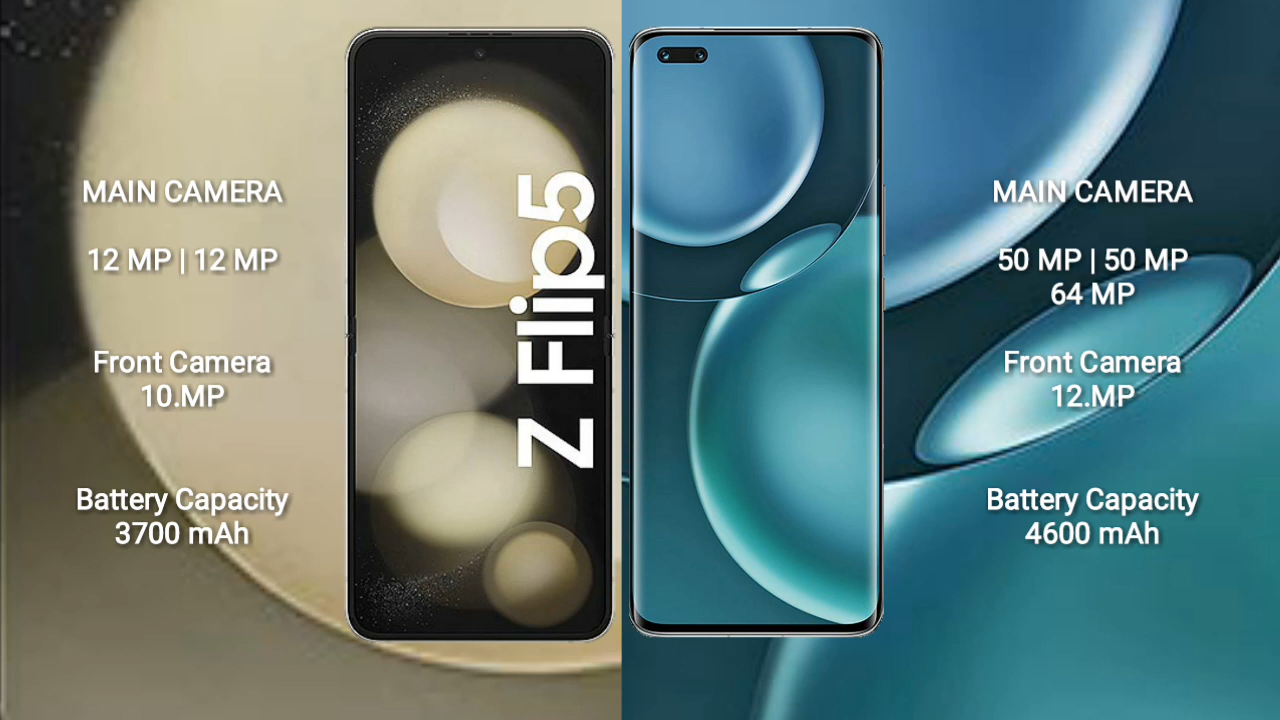 MAIN CAMERA
12 MP | 12 MP
Front Camera
10.MP
Battery Capacity
3700 mAh
Z Flip5
MAIN CAMERA
50 MP | 50 MP
64 MP
Front Camera
12.MP
Battery Capacity
4600 mAh